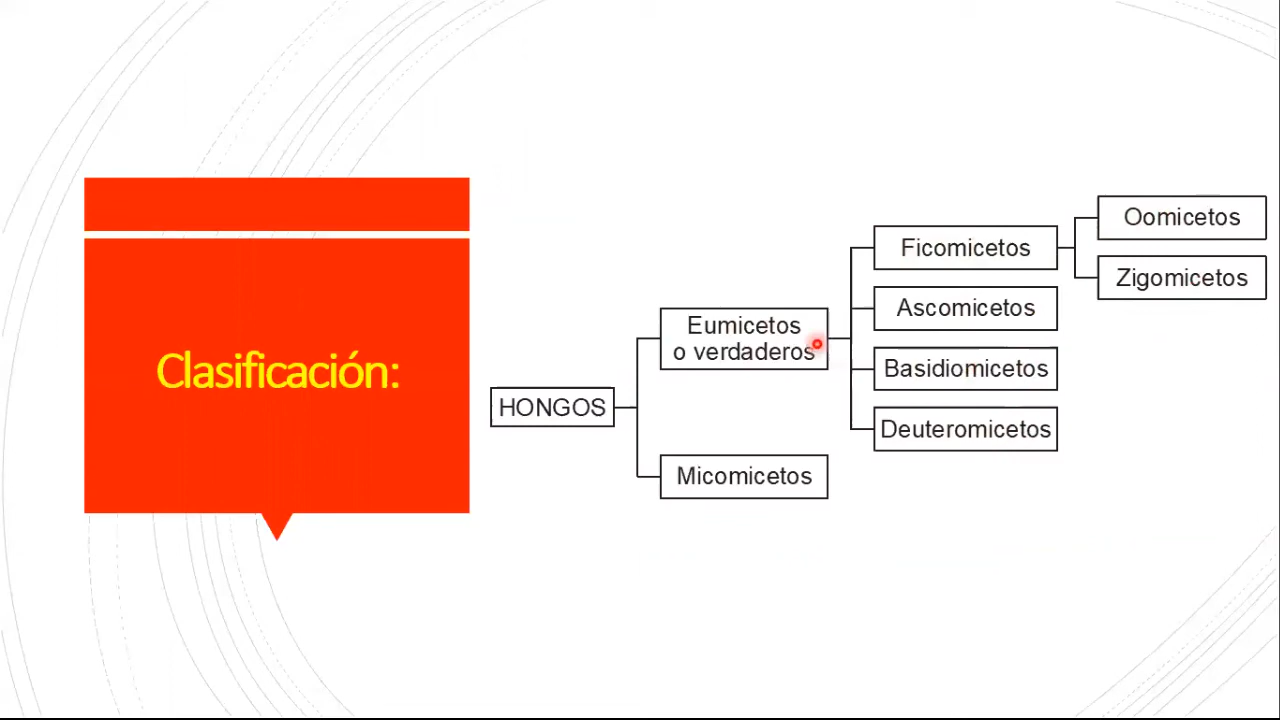 Clasificación:
HONGOS
Eumicetos
o verdaderos
Micomicetos
Ficomicetos
Ascomicetos
Basidiomicetos
Deuteromicetos
Oomicetos
Zigomicetos